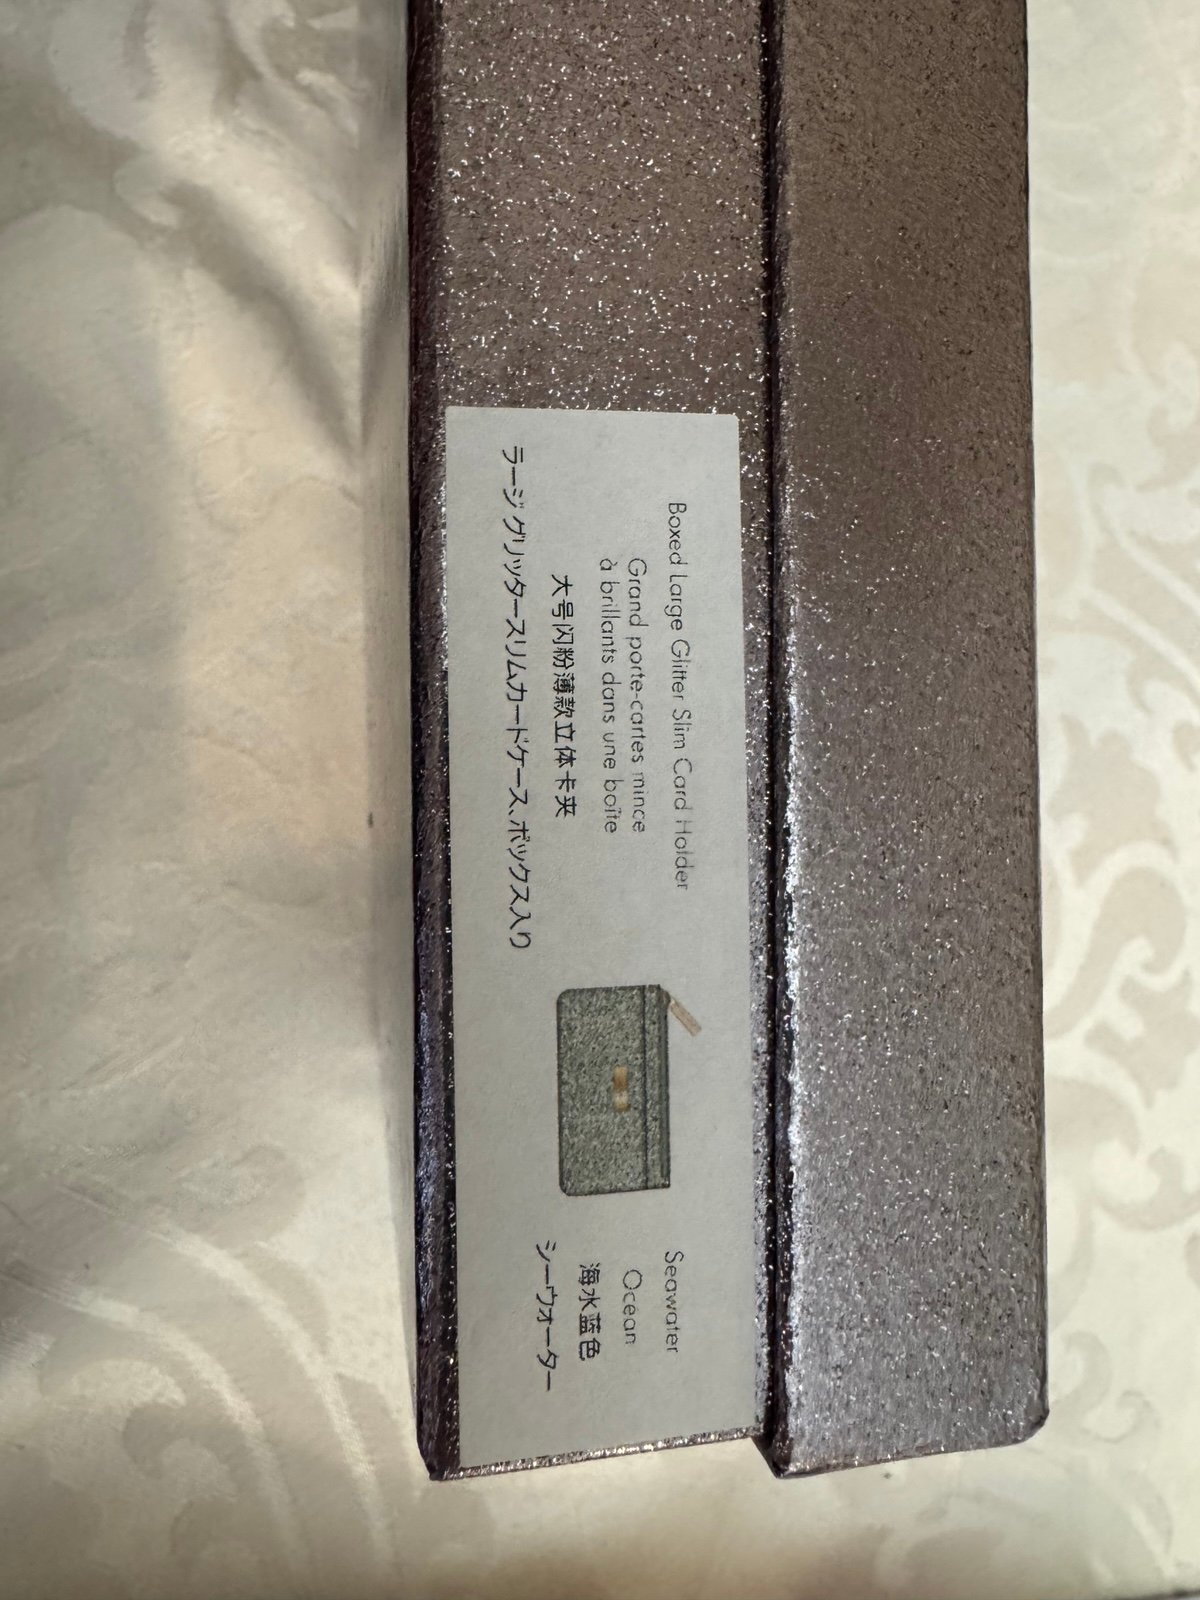 Boxed Large Glitter Slim Card Holder
Grand porte-cartes mince
à brillants dans une boîte
大号闪粉薄款立体卡夹
ラージ グリッタースリムカードケース、ボックス入り
Seawater
Ocean
海水蓝色
シーウォーター